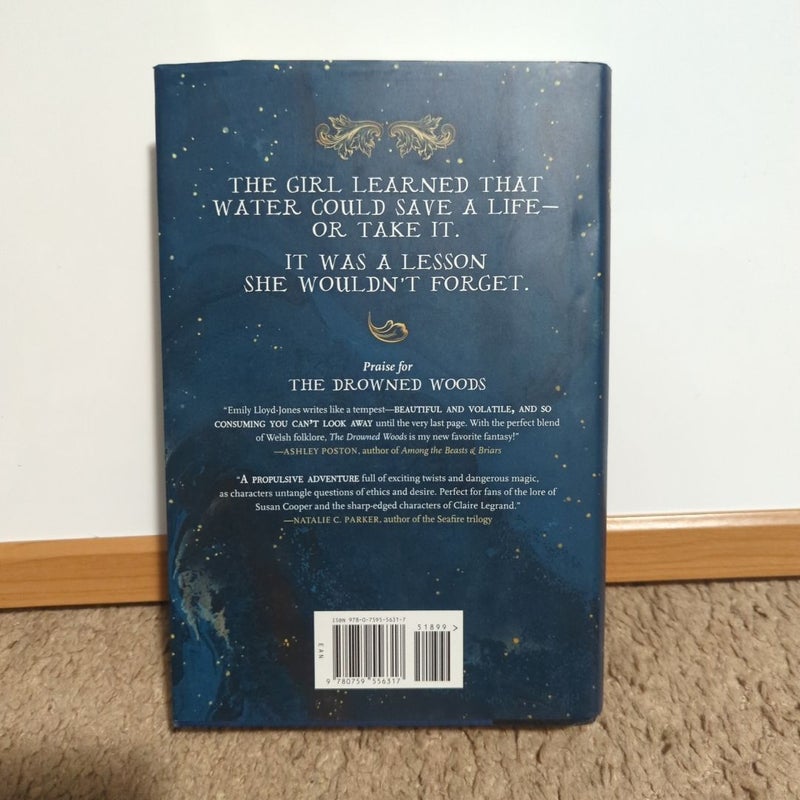 THE GIRL LEARNED THAT
WATER COULD SAVE A LIFE—
OR TAKE IT.
IT WAS A LESSON
SHE WOULDN'T FORGET.
Praise for
THE DROWNED WOODS
“Emily Lloyd-Jones writes like a tempest—BEAUTIFUL AND VOLATILE, AND SO
CONSUMING YOU CAN'T LOOK AWAY until the very last page. With the perfect blend
of Welsh folklore, The Drowned Woods is my new favorite fantasy!”
—ASHLEY POSTON, author of Among the Beasts & Briars
“A PROPULSIVE ADVENTURE full of exciting twists and dangerous magic,
as characters untangle questions of ethics and desire. Perfect for fans of the lore of
Susan Cooper and the sharp-edged characters of Claire Legrand.”
—NATALIE C. PARKER, author of the Seafire trilogy
ISBN 978-0-7595-5631-7
51899 >
EAN
9 780759 556317